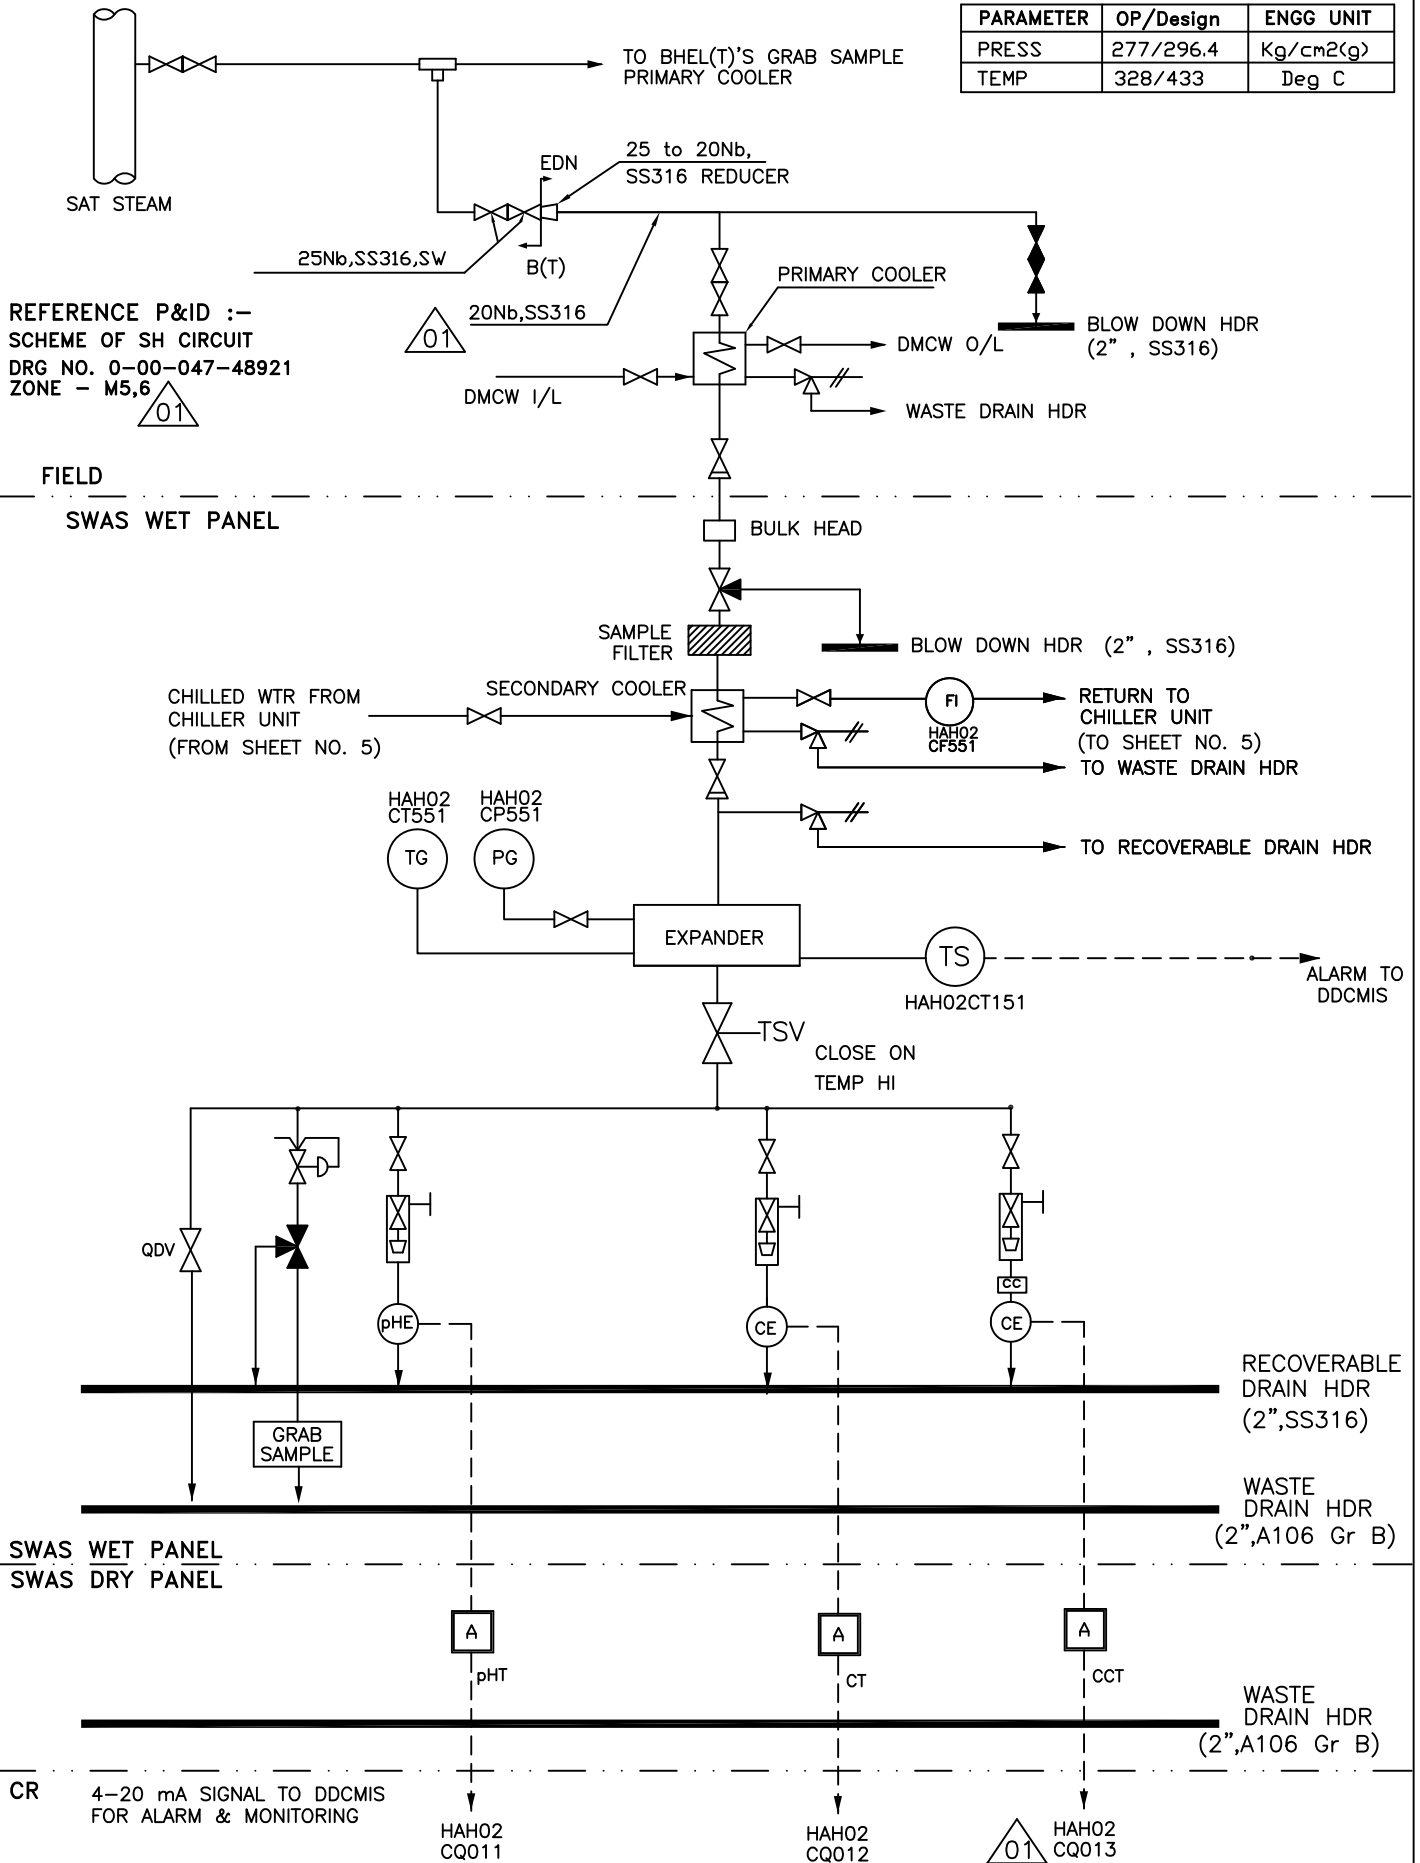 PARAMETER OP/Design ENGG UNIT
PRESS 277/296.4 Kg/cm2(g)
TEMP 328/433 Deg C
TO BHEL(T)'S GRAB SAMPLE
PRIMARY COOLER
SAT STEAM
EDN
25 to 20Nb,
SS316 REDUCER
25Nb,SS316,SW
B(T)
20Nb,SS316
01
PRIMARY COOLER
REFERENCE P&ID :-
SCHEME OF SH CIRCUIT
DRG NO. 0-00-047-48921
ZONE - M5,6
01
BLOW DOWN HDR
(2" , SS316)
DMCW O/L
DMCW I/L
WASTE DRAIN HDR
FIELD
SWAS WET PANEL
BULK HEAD
SAMPLE
FILTER
BLOW DOWN HDR (2" , SS316)
SECONDARY COOLER
CHILLED WTR FROM
CHILLER UNIT
(FROM SHEET NO. 5)
FI
HAH02
CF551
RETURN TO
CHILLER UNIT
(TO SHEET NO. 5)
TO WASTE DRAIN HDR
HAH02
CT551
HAH02
CP551
TG
PG
TO RECOVERABLE DRAIN HDR
EXPANDER
TS
HAH02CT151
ALARM TO
DDCMIS
TSV
CLOSE ON
TEMP HI
QDV
CC
pHE
CE
CE
RECOVERABLE
DRAIN HDR
(2",SS316)
GRAB
SAMPLE
WASTE
DRAIN HDR
(2",A106 Gr B)
SWAS WET PANEL
SWAS DRY PANEL
A
A
A
pHT
CT
CCT
WASTE
DRAIN HDR
(2",A106 Gr B)
CR
4-20 mA SIGNAL TO DDCMIS
FOR ALARM & MONITORING
HAH02
CQ011
HAH02
CQ012
01
HAH02
CQ013